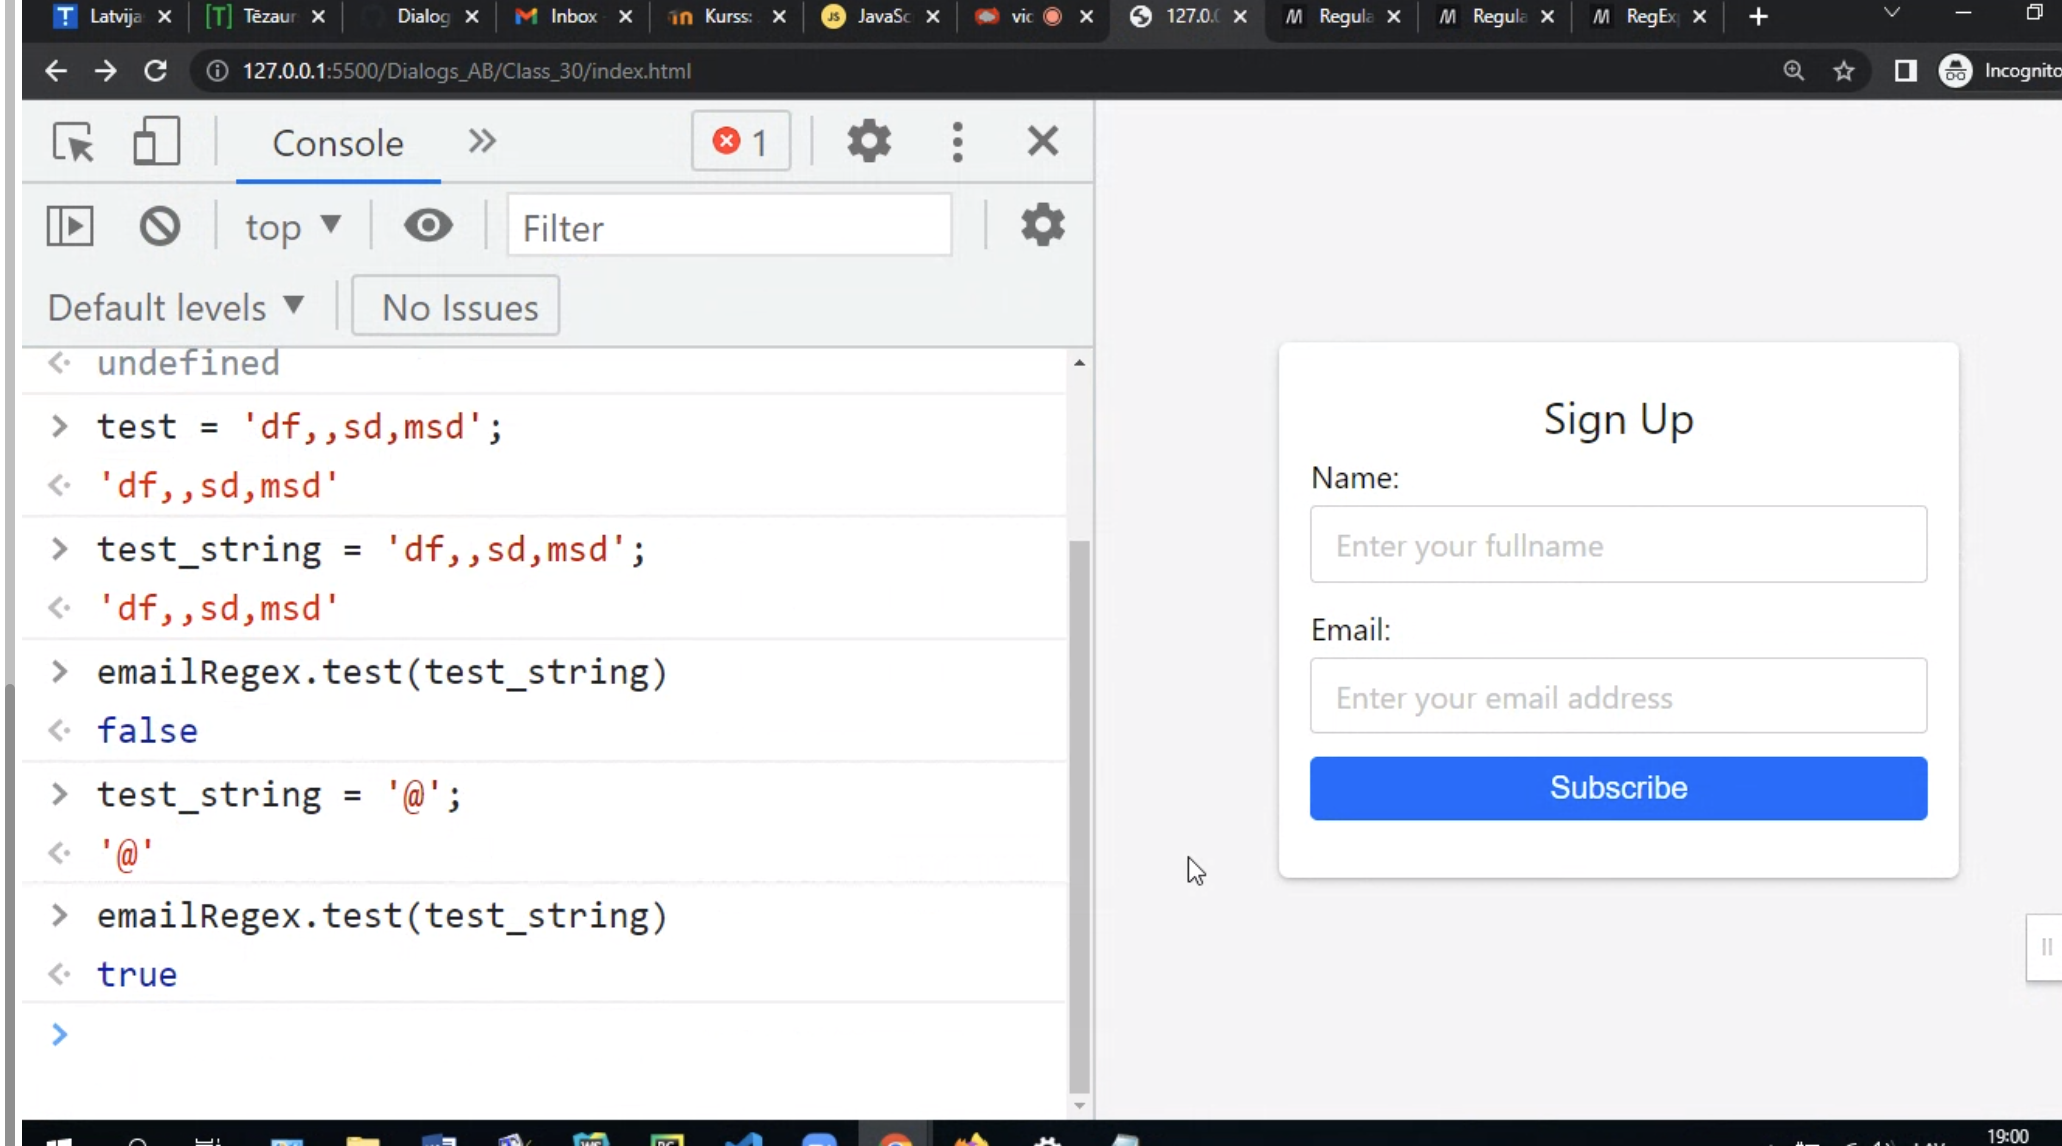 Latvija Tēzaur Dialog Inbox Kurss: JavaSc vic 127.0.0 Regula Regula RegEx
127.0.0.1:5500/Dialogs_AB/Class_30/index.html Incognito
Console 1
top Filter
Default levels No Issues
undefined
test = 'df,,sd,msd';
'df,,sd,msd'
test_string = 'df,,sd,msd';
'df,,sd,msd'
emailRegex.test(test_string)
false
test_string = '@';
'@'
emailRegex.test(test_string)
true
Sign Up
Name:
Enter your fullname
Email:
Enter your email address
Subscribe
19:00